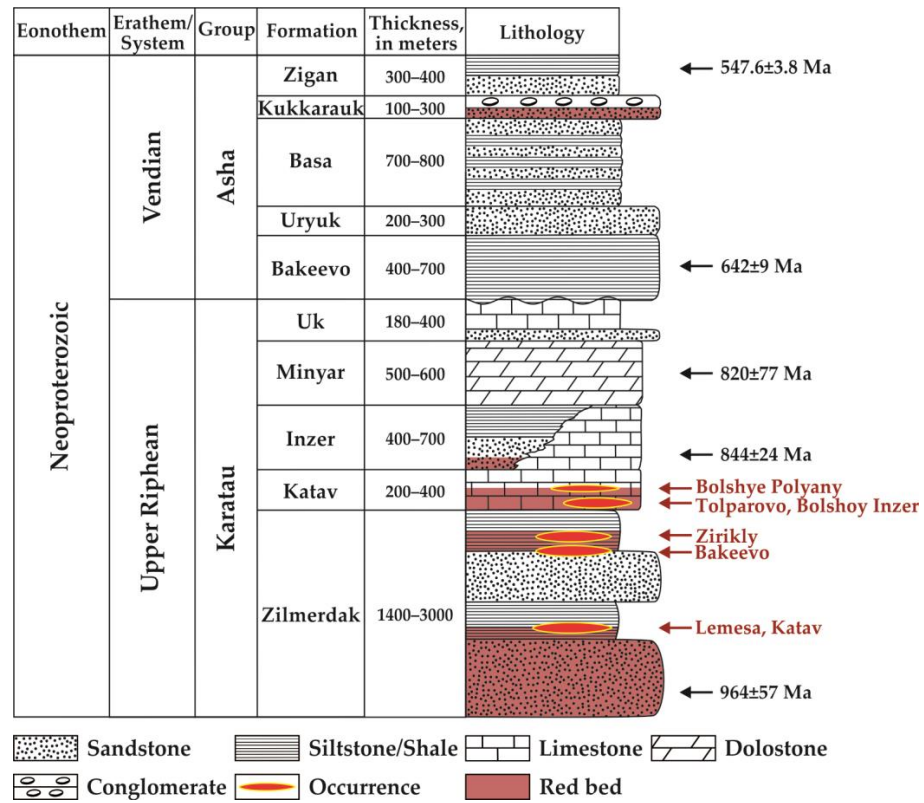 Eonothem
Erathem/
System
Group
Formation
Thickness,
in meters
Lithology
Neoproterozoic
Vendian
Asha
Zigan
300–400
547.6±3.8 Ma
Kukkarauk
100–300
Basa
700–800
Uryuk
200–300
Bakeevo
400–700
642±9 Ma
Upper Riphean
Karatau
Uk
180–400
Minyar
500–600
820±77 Ma
Inzer
400–700
844±24 Ma
Katav
200–400
Bolshye Polyany
Tolparovo, Bolshoy Inzer
Zilmerdak
1400–3000
Zirikly
Bakeevo
Lemesa, Katav
964±57 Ma
Sandstone
Siltstone/Shale
Limestone
Dolostone
Conglomerate
Occurrence
Red bed